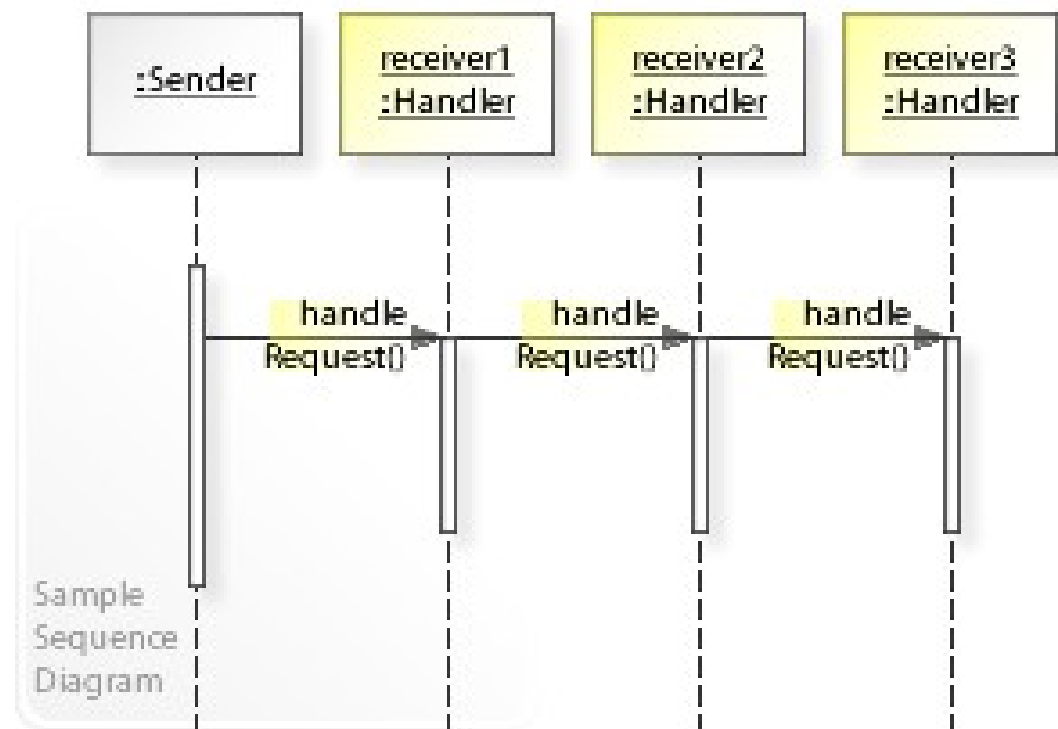 :Sender
receiver1
:Handler
receiver2
:Handler
receiver3
:Handler
handle
Request()
handle
Request()
handle
Request()
Sample
Sequence
Diagram